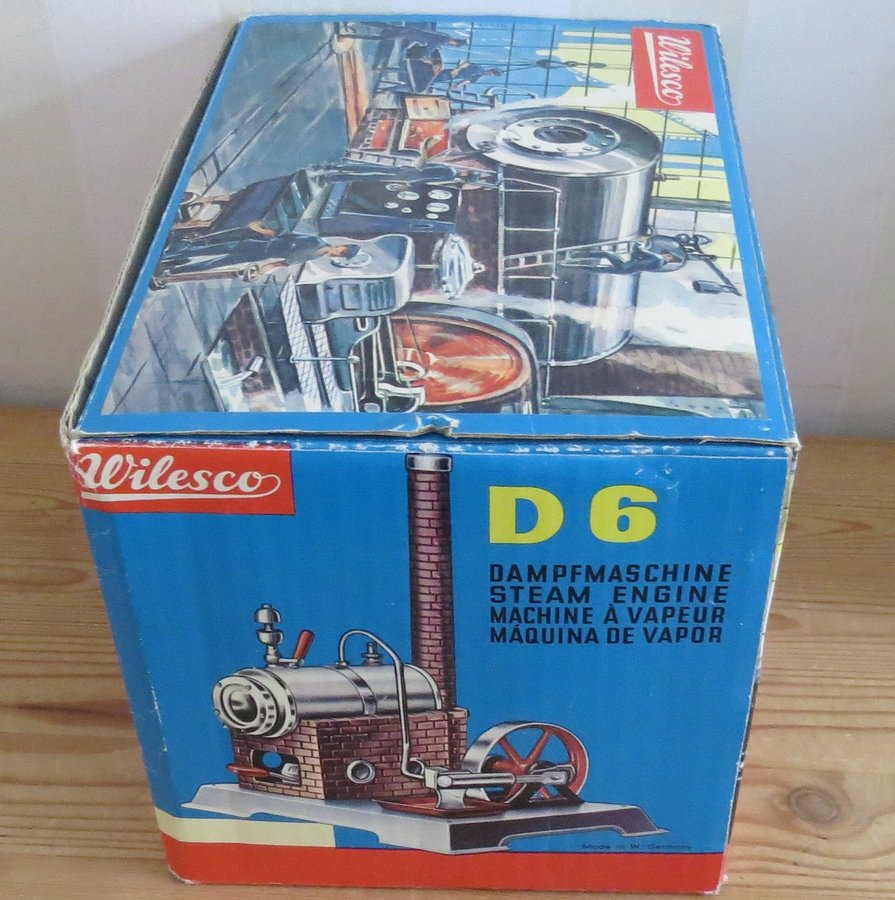 Wilesco
Wilesco
D 6
DAMPFMASCHINE
STEAM ENGINE
MACHINE À VAPEUR
MÁQUINA DE VAPOR
Made in W. Germany